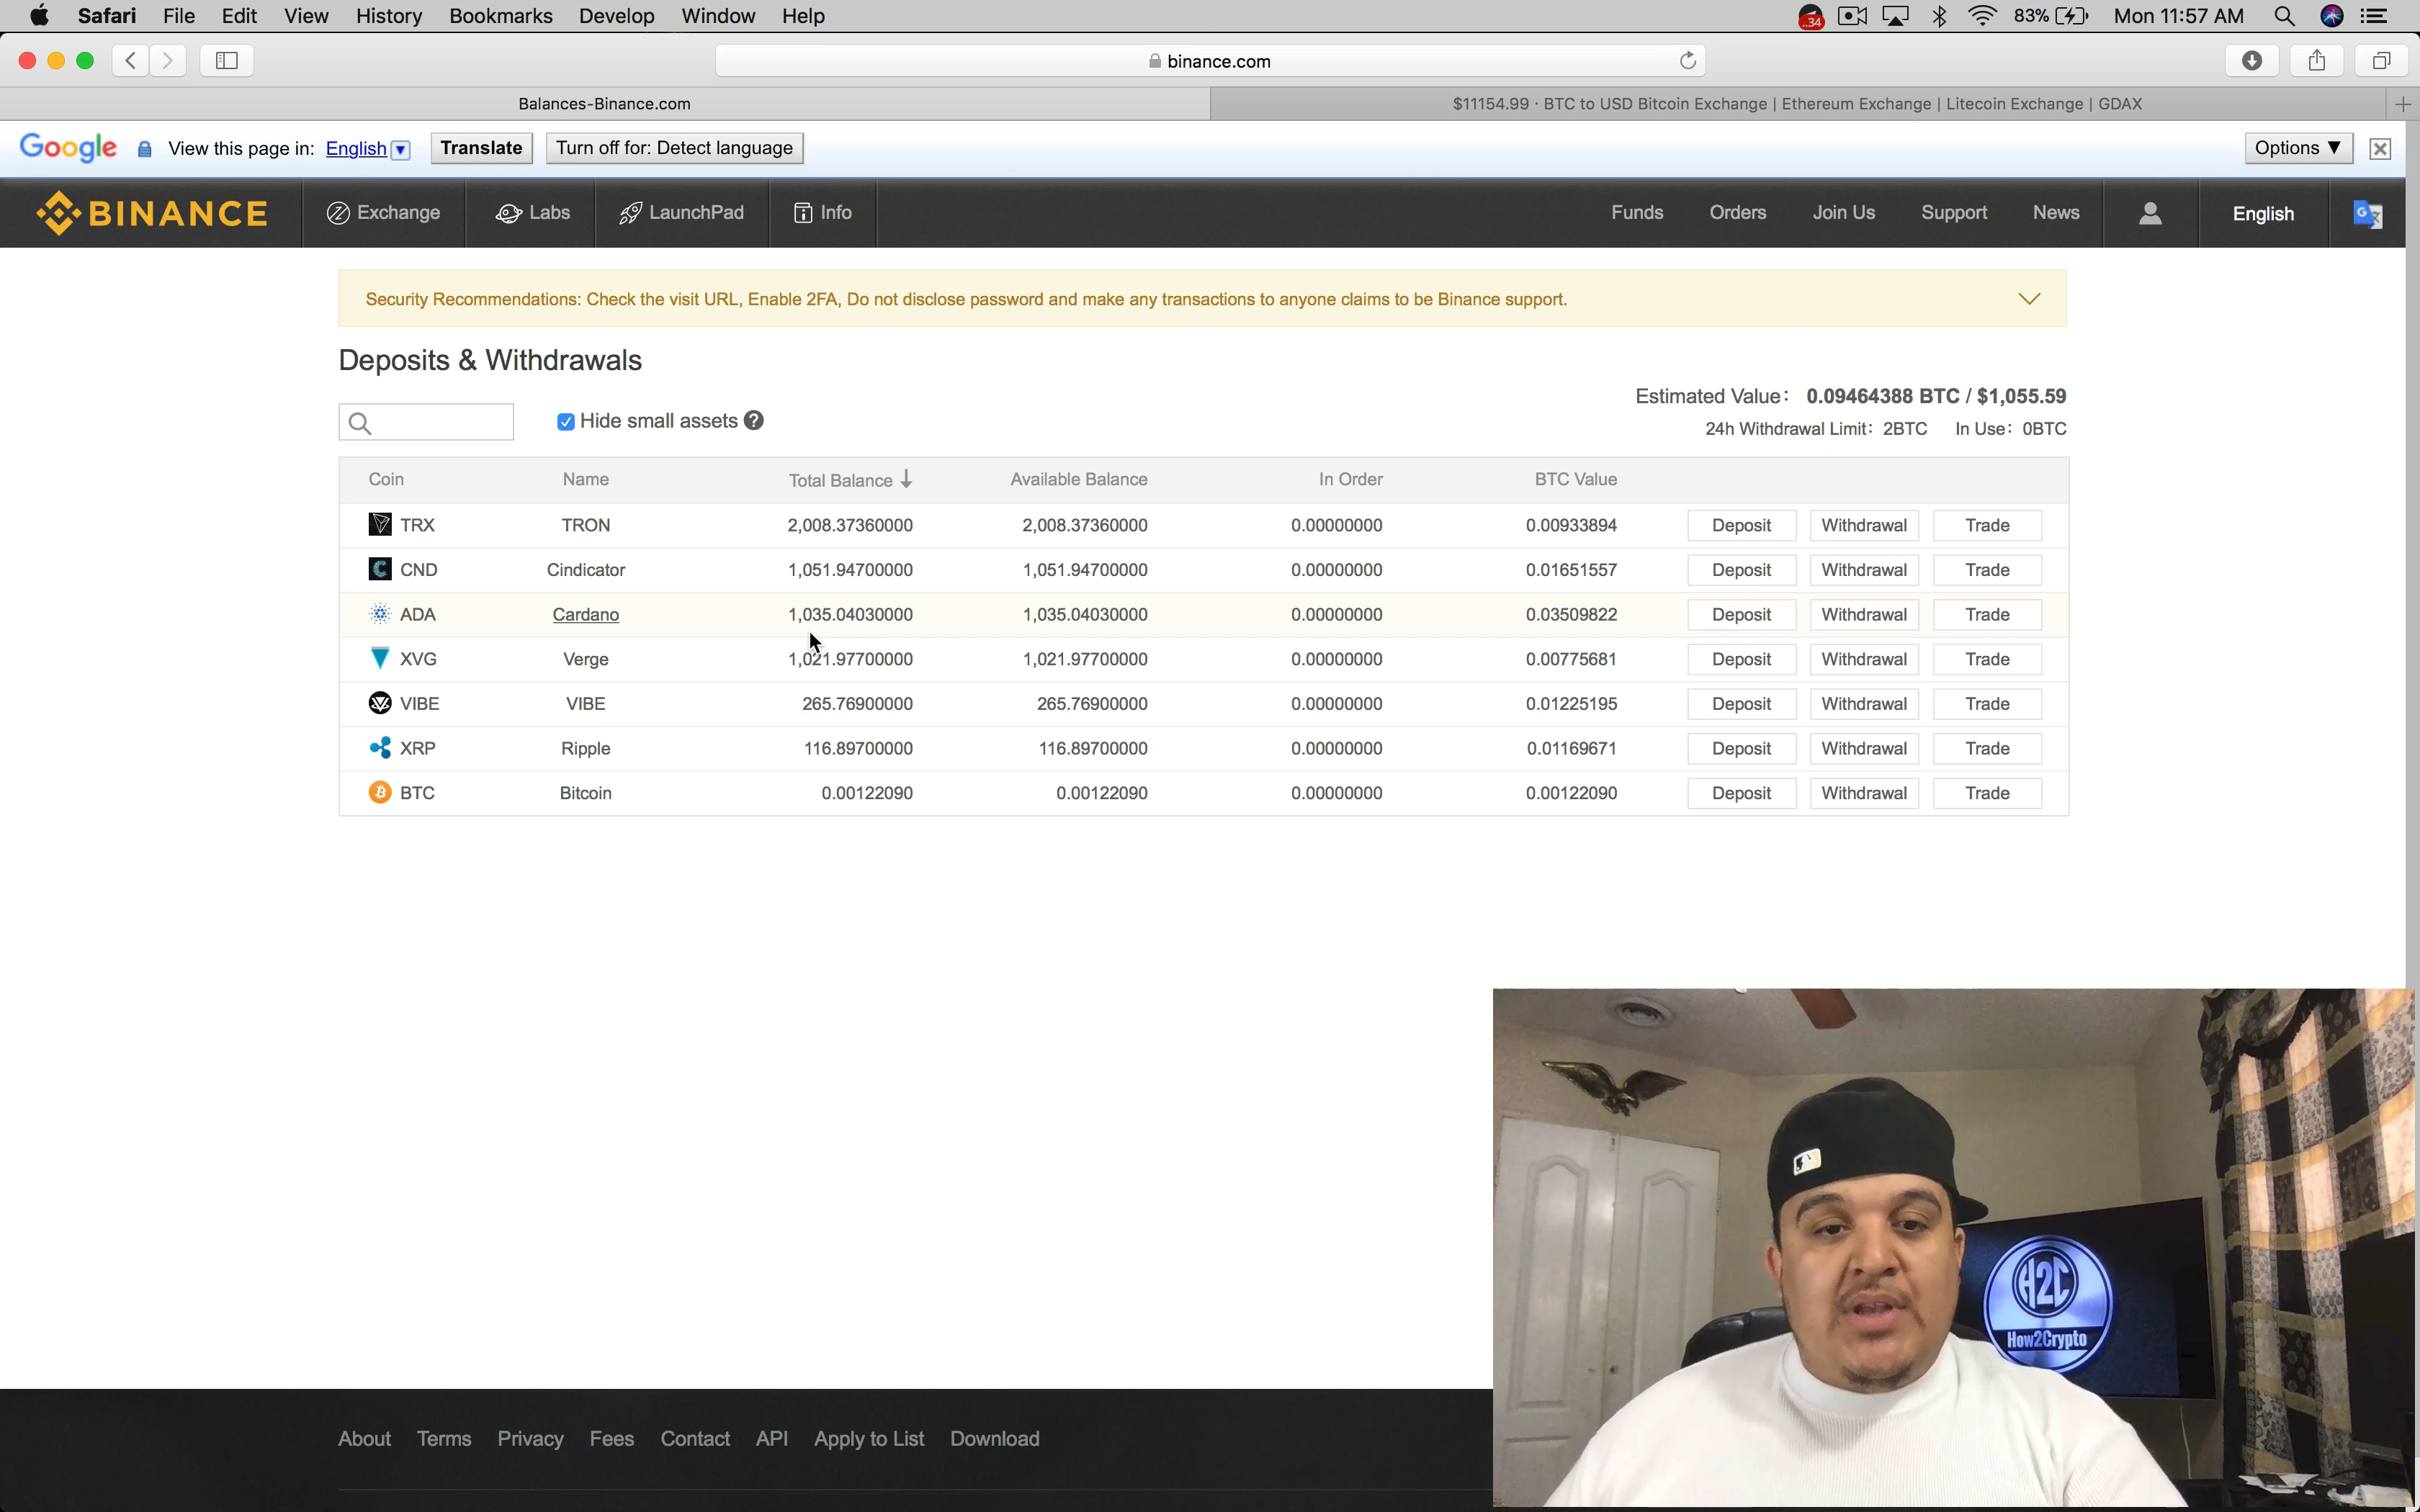 Safari File Edit View History Bookmarks Develop Window Help ..34 83% Mon 11:57 AM
binance.com
Balances-Binance.com $11154.99 · BTC to USD Bitcoin Exchange | Ethereum Exchange | Litecoin Exchange | GDAX
Google View this page in: English Translate Turn off for: Detect language Options ▼
BINANCE Exchange Labs LaunchPad Info Funds Orders Join Us Support News English
Security Recommendations: Check the visit URL, Enable 2FA, Do not disclose password and make any transactions to anyone claims to be Binance support.
Deposits & Withdrawals
Estimated Value: 0.09464388 BTC / $1,055.59
Hide small assets ?
24h Withdrawal Limit: 2BTC In Use: 0BTC
Coin Name Total Balance Available Balance In Order BTC Value
TRX TRON 2,008.37360000 2,008.37360000 0.00000000 0.00933894 Deposit Withdrawal Trade
CND Cindicator 1,051.94700000 1,051.94700000 0.00000000 0.01651557 Deposit Withdrawal Trade
ADA Cardano 1,035.04030000 1,035.04030000 0.00000000 0.03509822 Deposit Withdrawal Trade
XVG Verge 1,021.97700000 1,021.97700000 0.00000000 0.00775681 Deposit Withdrawal Trade
VIBE VIBE 265.76900000 265.76900000 0.00000000 0.01225195 Deposit Withdrawal Trade
XRP Ripple 116.89700000 116.89700000 0.00000000 0.01169671 Deposit Withdrawal Trade
BTC Bitcoin 0.00122090 0.00122090 0.00000000 0.00122090 Deposit Withdrawal Trade
H2C
How2Crypto
About Terms Privacy Fees Contact API Apply to List Download